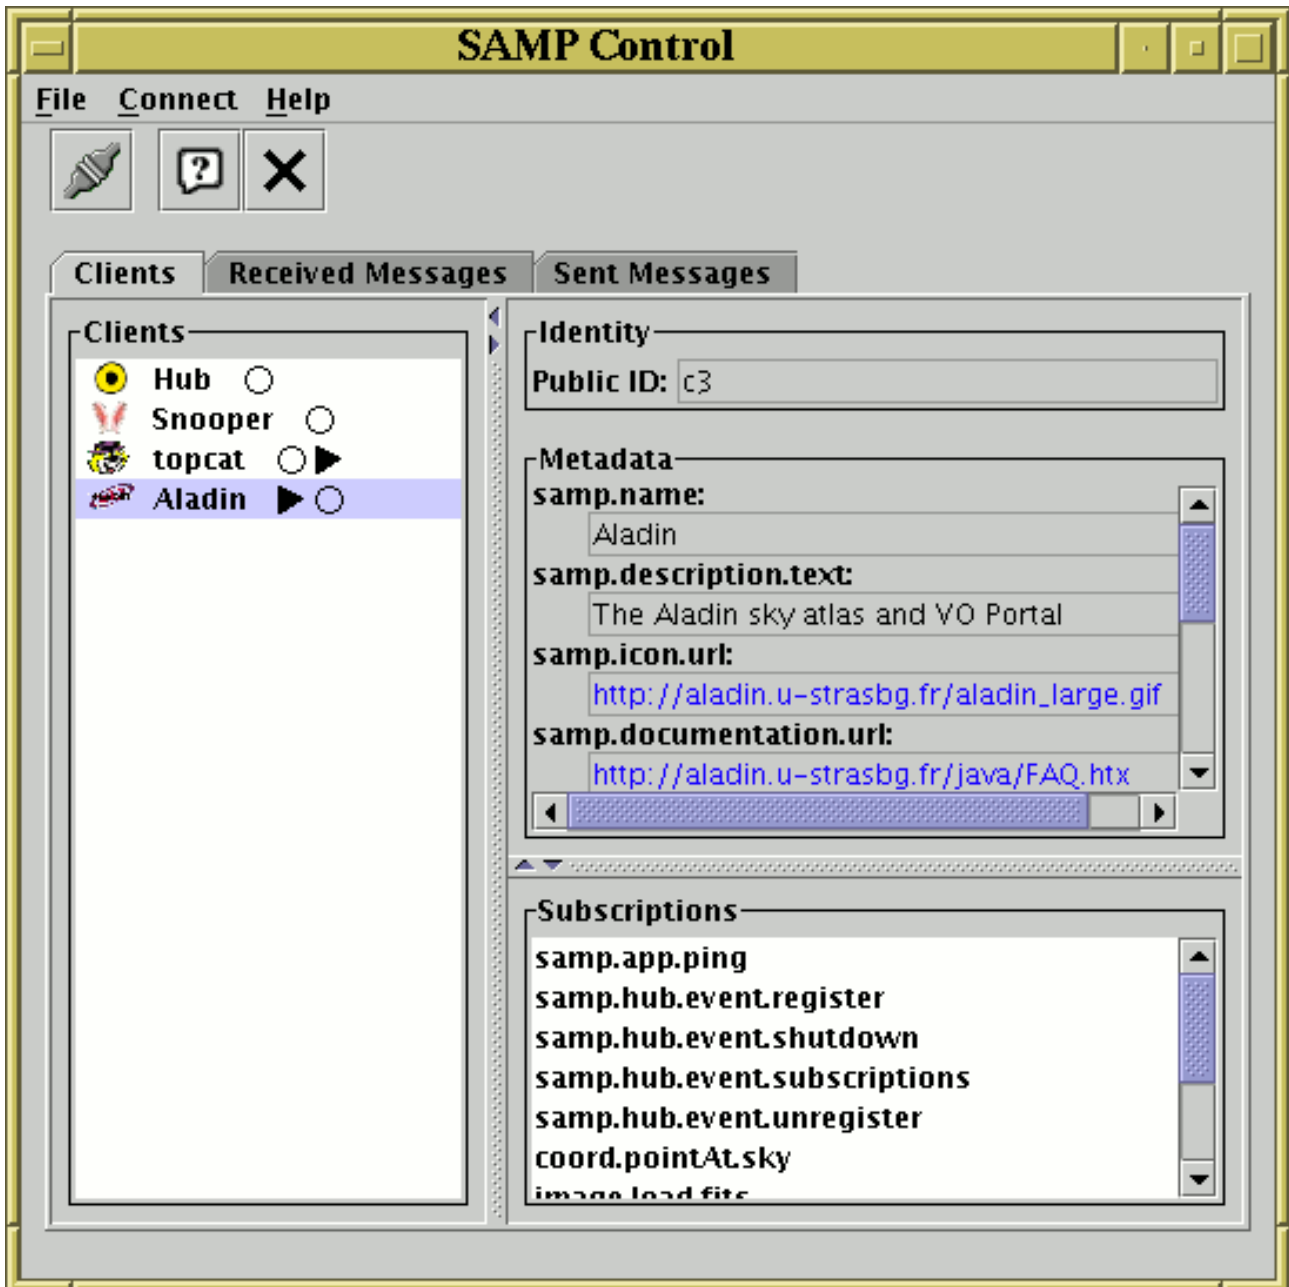 SAMP Control
File Connect Help
?
Clients Received Messages Sent Messages
Clients
Hub
Snooper
topcat
Aladin
Identity
Public ID: c3
Metadata
samp.name:
Aladin
samp.description.text:
The Aladin sky atlas and VO Portal
samp.icon.url:
http://aladin.u-strasbg.fr/aladin_large.gif
samp.documentation.url:
http://aladin.u-strasbg.fr/java/FAQ.htx
Subscriptions
samp.app.ping
samp.hub.event.register
samp.hub.event.shutdown
samp.hub.event.subscriptions
samp.hub.event.unregister
coord.pointAt.sky
image.load.fits